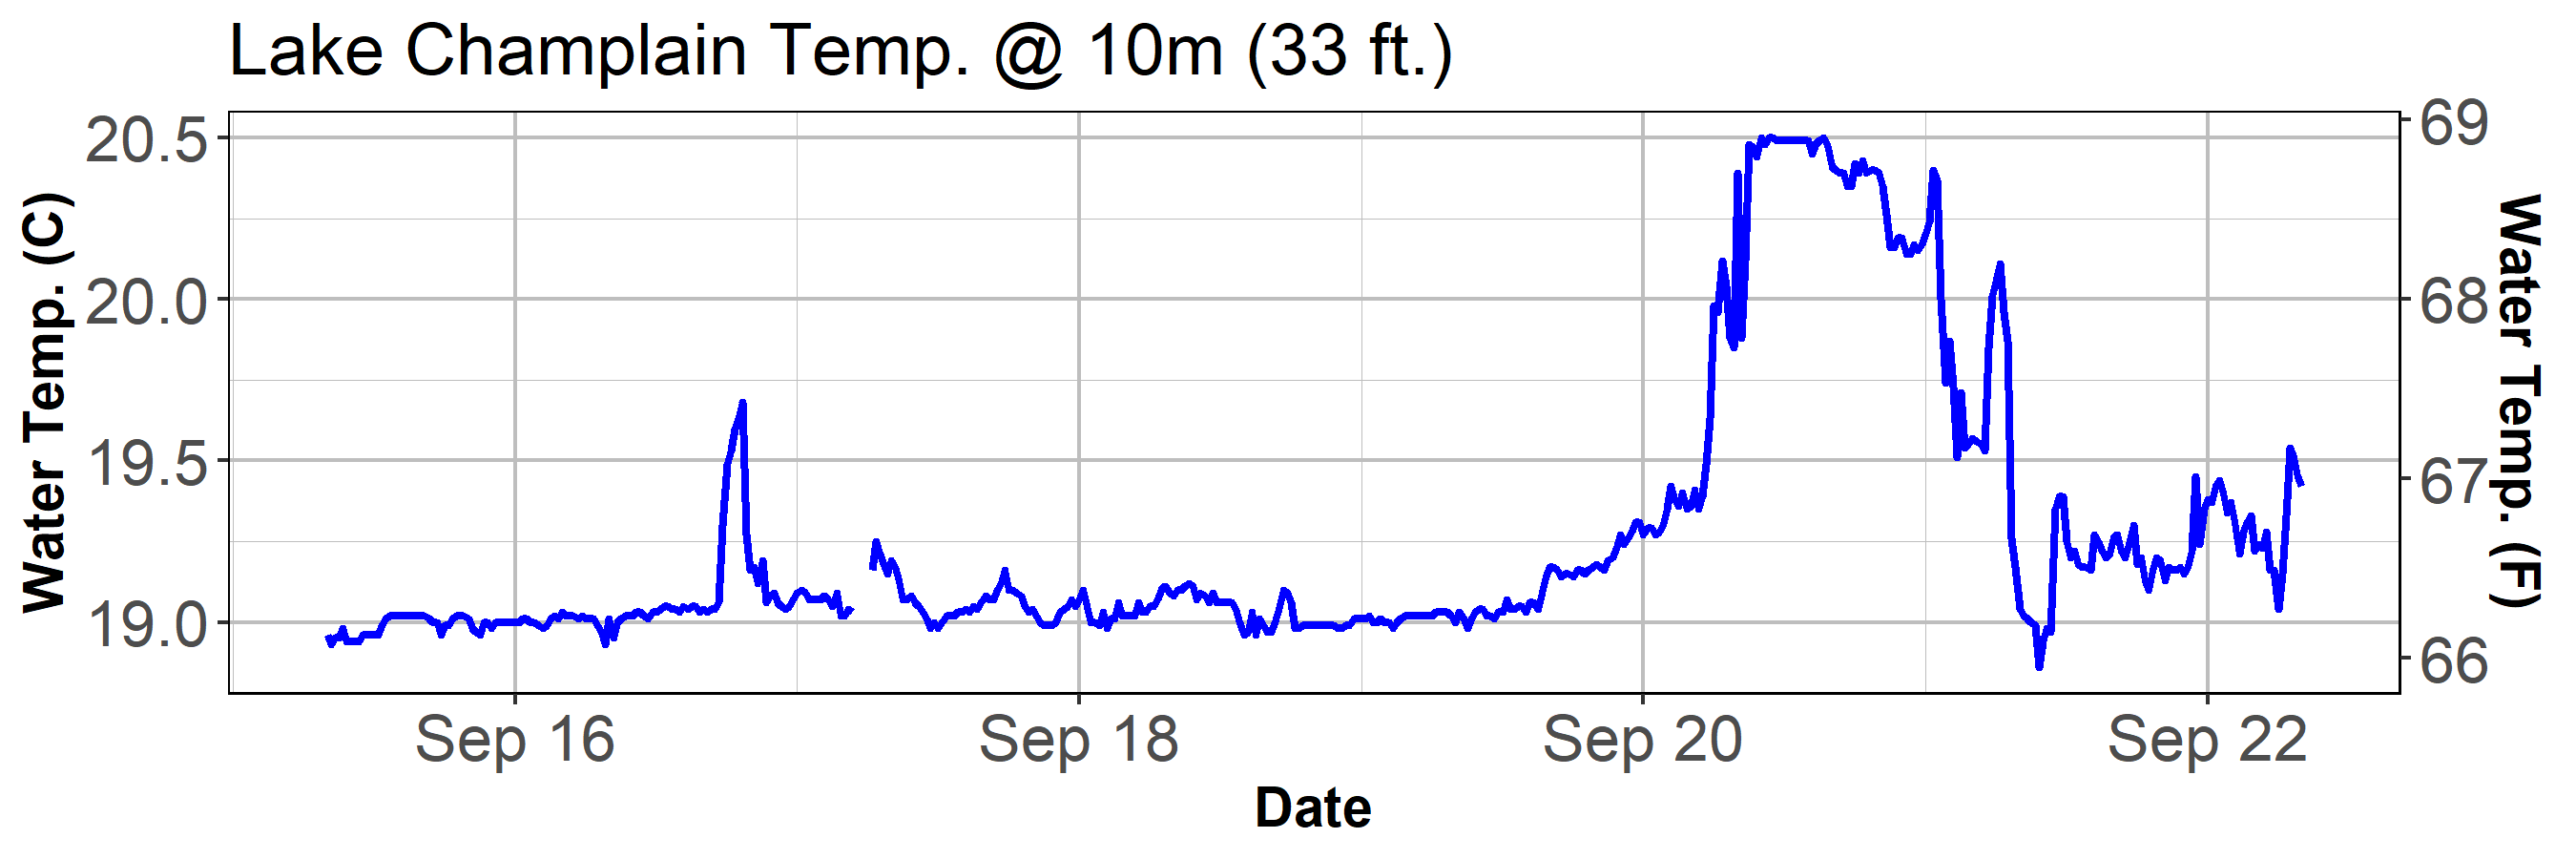 Lake Champlain Temp. @ 10m (33 ft.)
Water Temp. (C)
20.5
20.0
19.5
19.0
69
68
67
66
Water Temp. (F)
Sep 16 Sep 18 Sep 20 Sep 22
Date